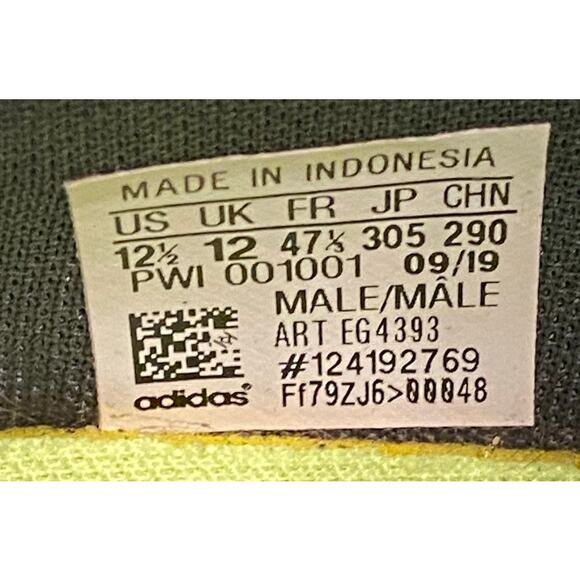 MADE IN INDONESIA
US UK FR JP CHN
12½ 12 47⅓ 305 290
PWI 001001 09/19
MALE/MÂLE
ART EG4393
#124192769
adidas® Ff79ZJ6>00048